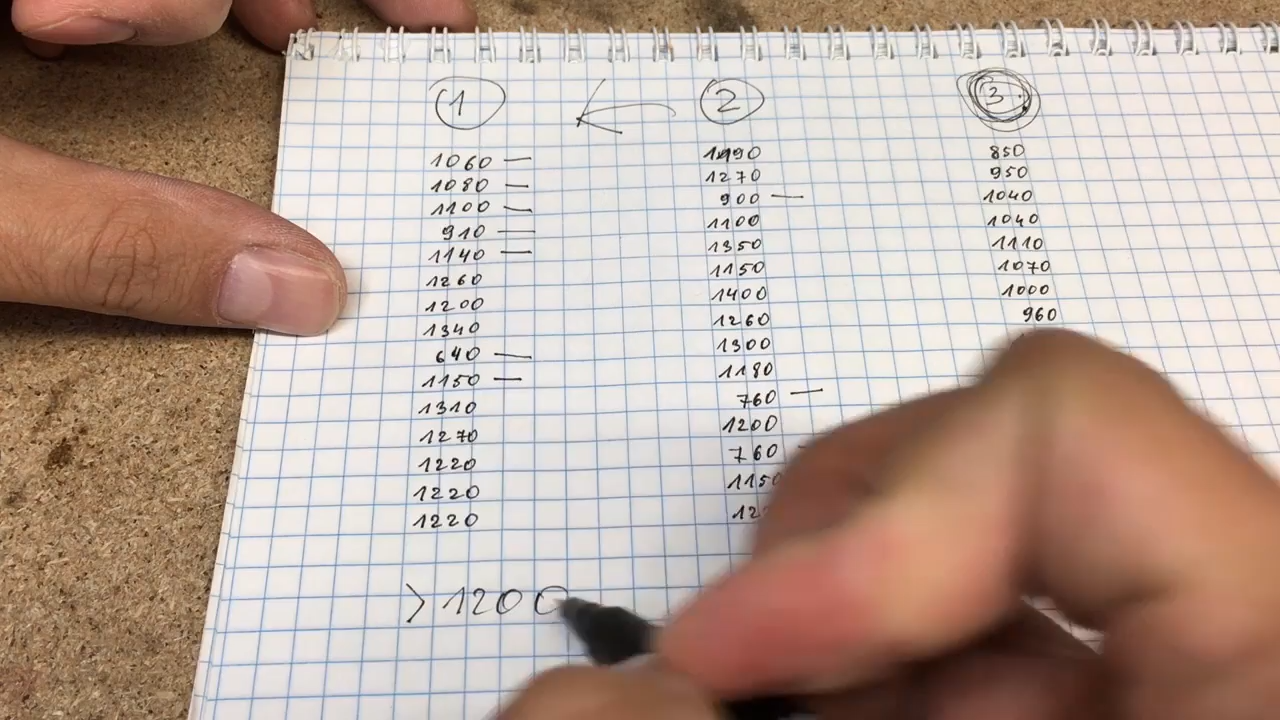 1 ← 2 3
1060 — 1190 850
1080 — 1270 950
1100 — 900 — 1040
910 — 1100 1040
1140 — 1350 1110
1260 1150 1070
1200 1400 1000
1340 1260 960
640 — 1300
1150 — 1180
1310 760 —
1270 1200
1220 760
1220 1150
1220
>1200